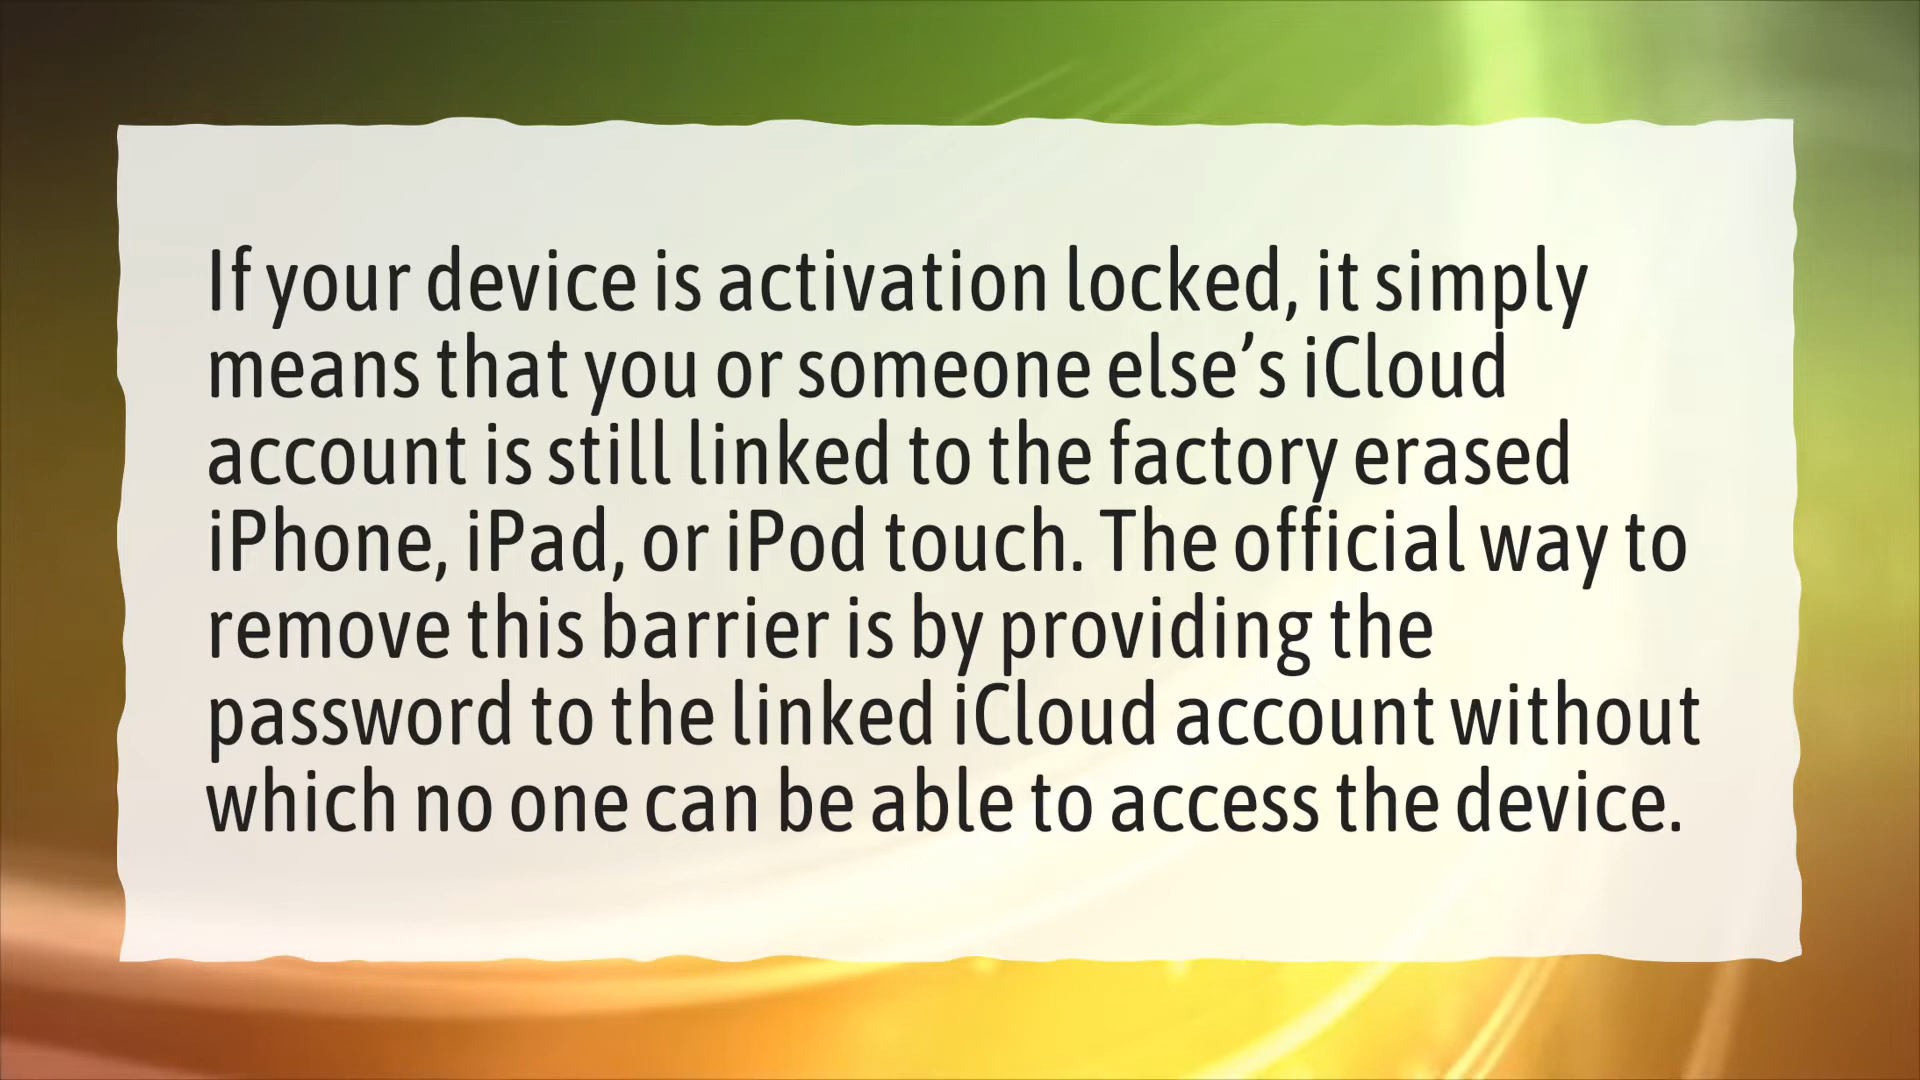 If your device is activation locked, it simply
means that you or someone else’s iCloud
account is still linked to the factory erased
iPhone, iPad, or iPod touch. The official way to
remove this barrier is by providing the
password to the linked iCloud account without
which no one can be able to access the device.